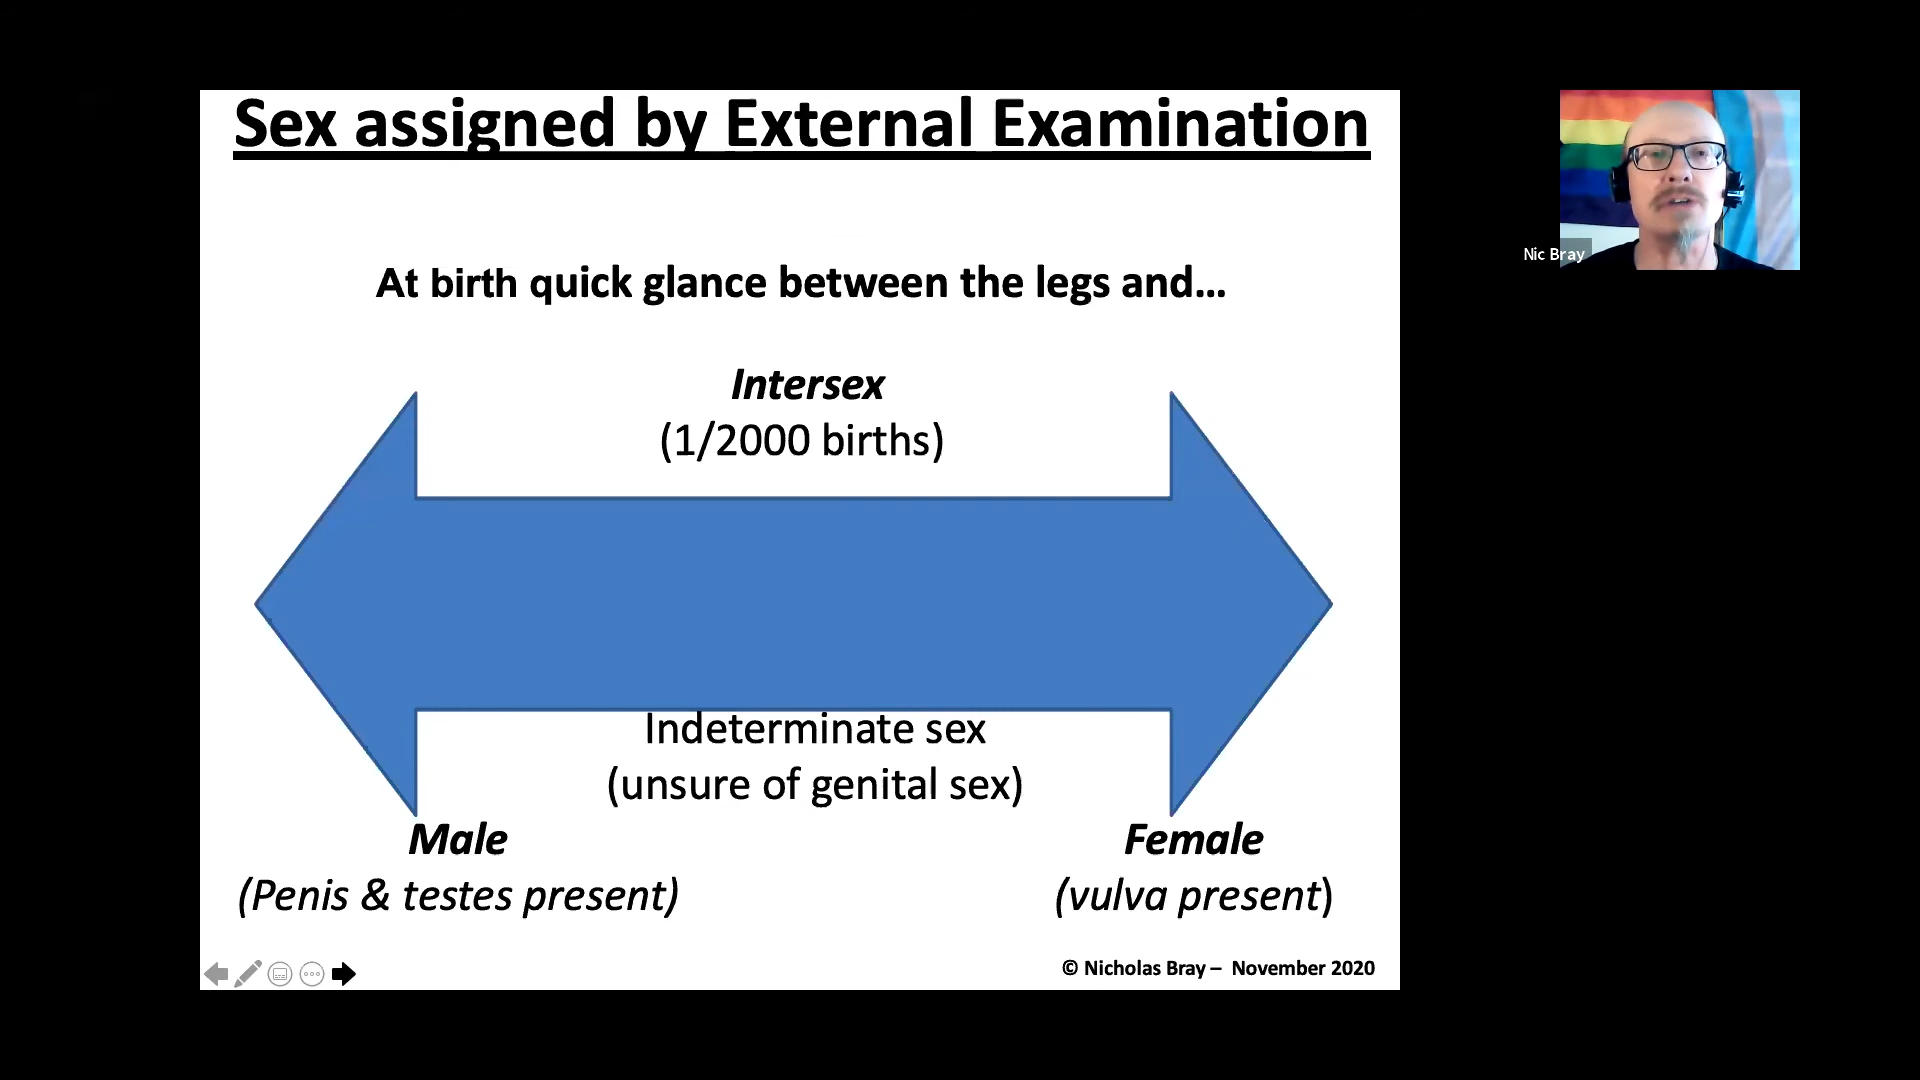 Sex assigned by External Examination
At birth quick glance between the legs and...
Intersex
(1/2000 births)
Indeterminate sex
(unsure of genital sex)
Male
(Penis & testes present)
Female
(vulva present)
© Nicholas Bray – November 2020
Nic Bray